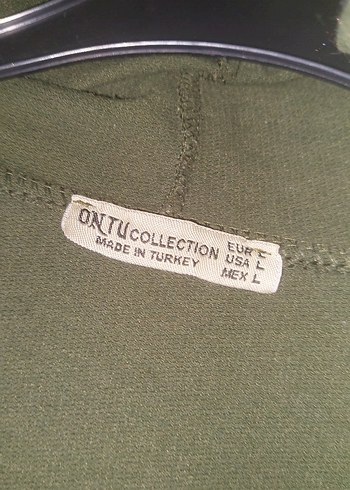 ONTU COLLECTION
MADE IN TURKEY
EUR L
USA L
MEX L